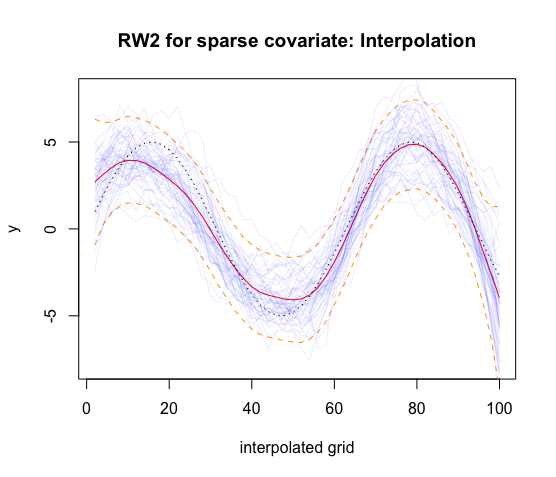 RW2 for sparse covariate: Interpolation
y
5
0
-5
0 20 40 60 80 100
interpolated grid